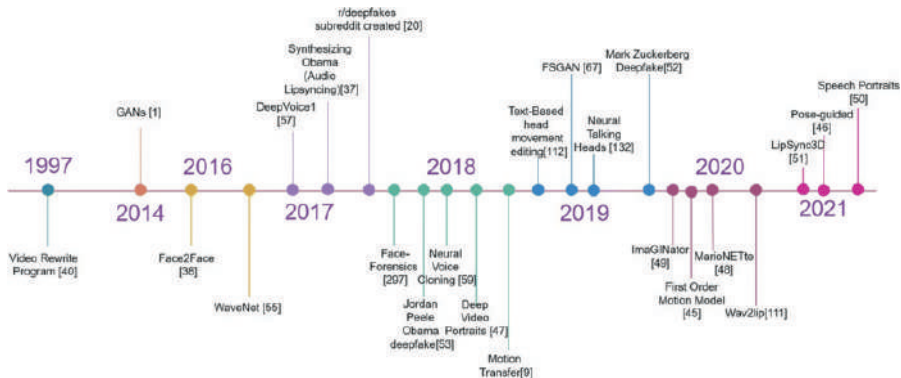 r/deepfakes
subreddit created [20]
Synthesizing
Obama
(Audio
Lipsyncing)[37]
GANs [1]
DeepVoice1
[57]
FSGAN [67]
Mark Zuckerberg
Deepfake[52]
Text-Based
head
movement
editing[112]
Neural
Talking
Heads [132]
Speech Portraits
[50]
Pose-guided
[46]
LipSync3D
[51]
1997
2016
2018
2020
2014
2017
2019
2021
Video Rewrite
Program [40]
Face2Face
[38]
WaveNet [55]
Face-
Forensics
[297]
Jordan
Peele
Obama
deepfake[53]
Neural
Voice
Cloning [59]
Deep
Video
Portraits [47]
Motion
Transfer[9]
ImaGINator
[49]
First Order
Motion Model
[45]
MarioNETte
[48]
Wav2lip[111]